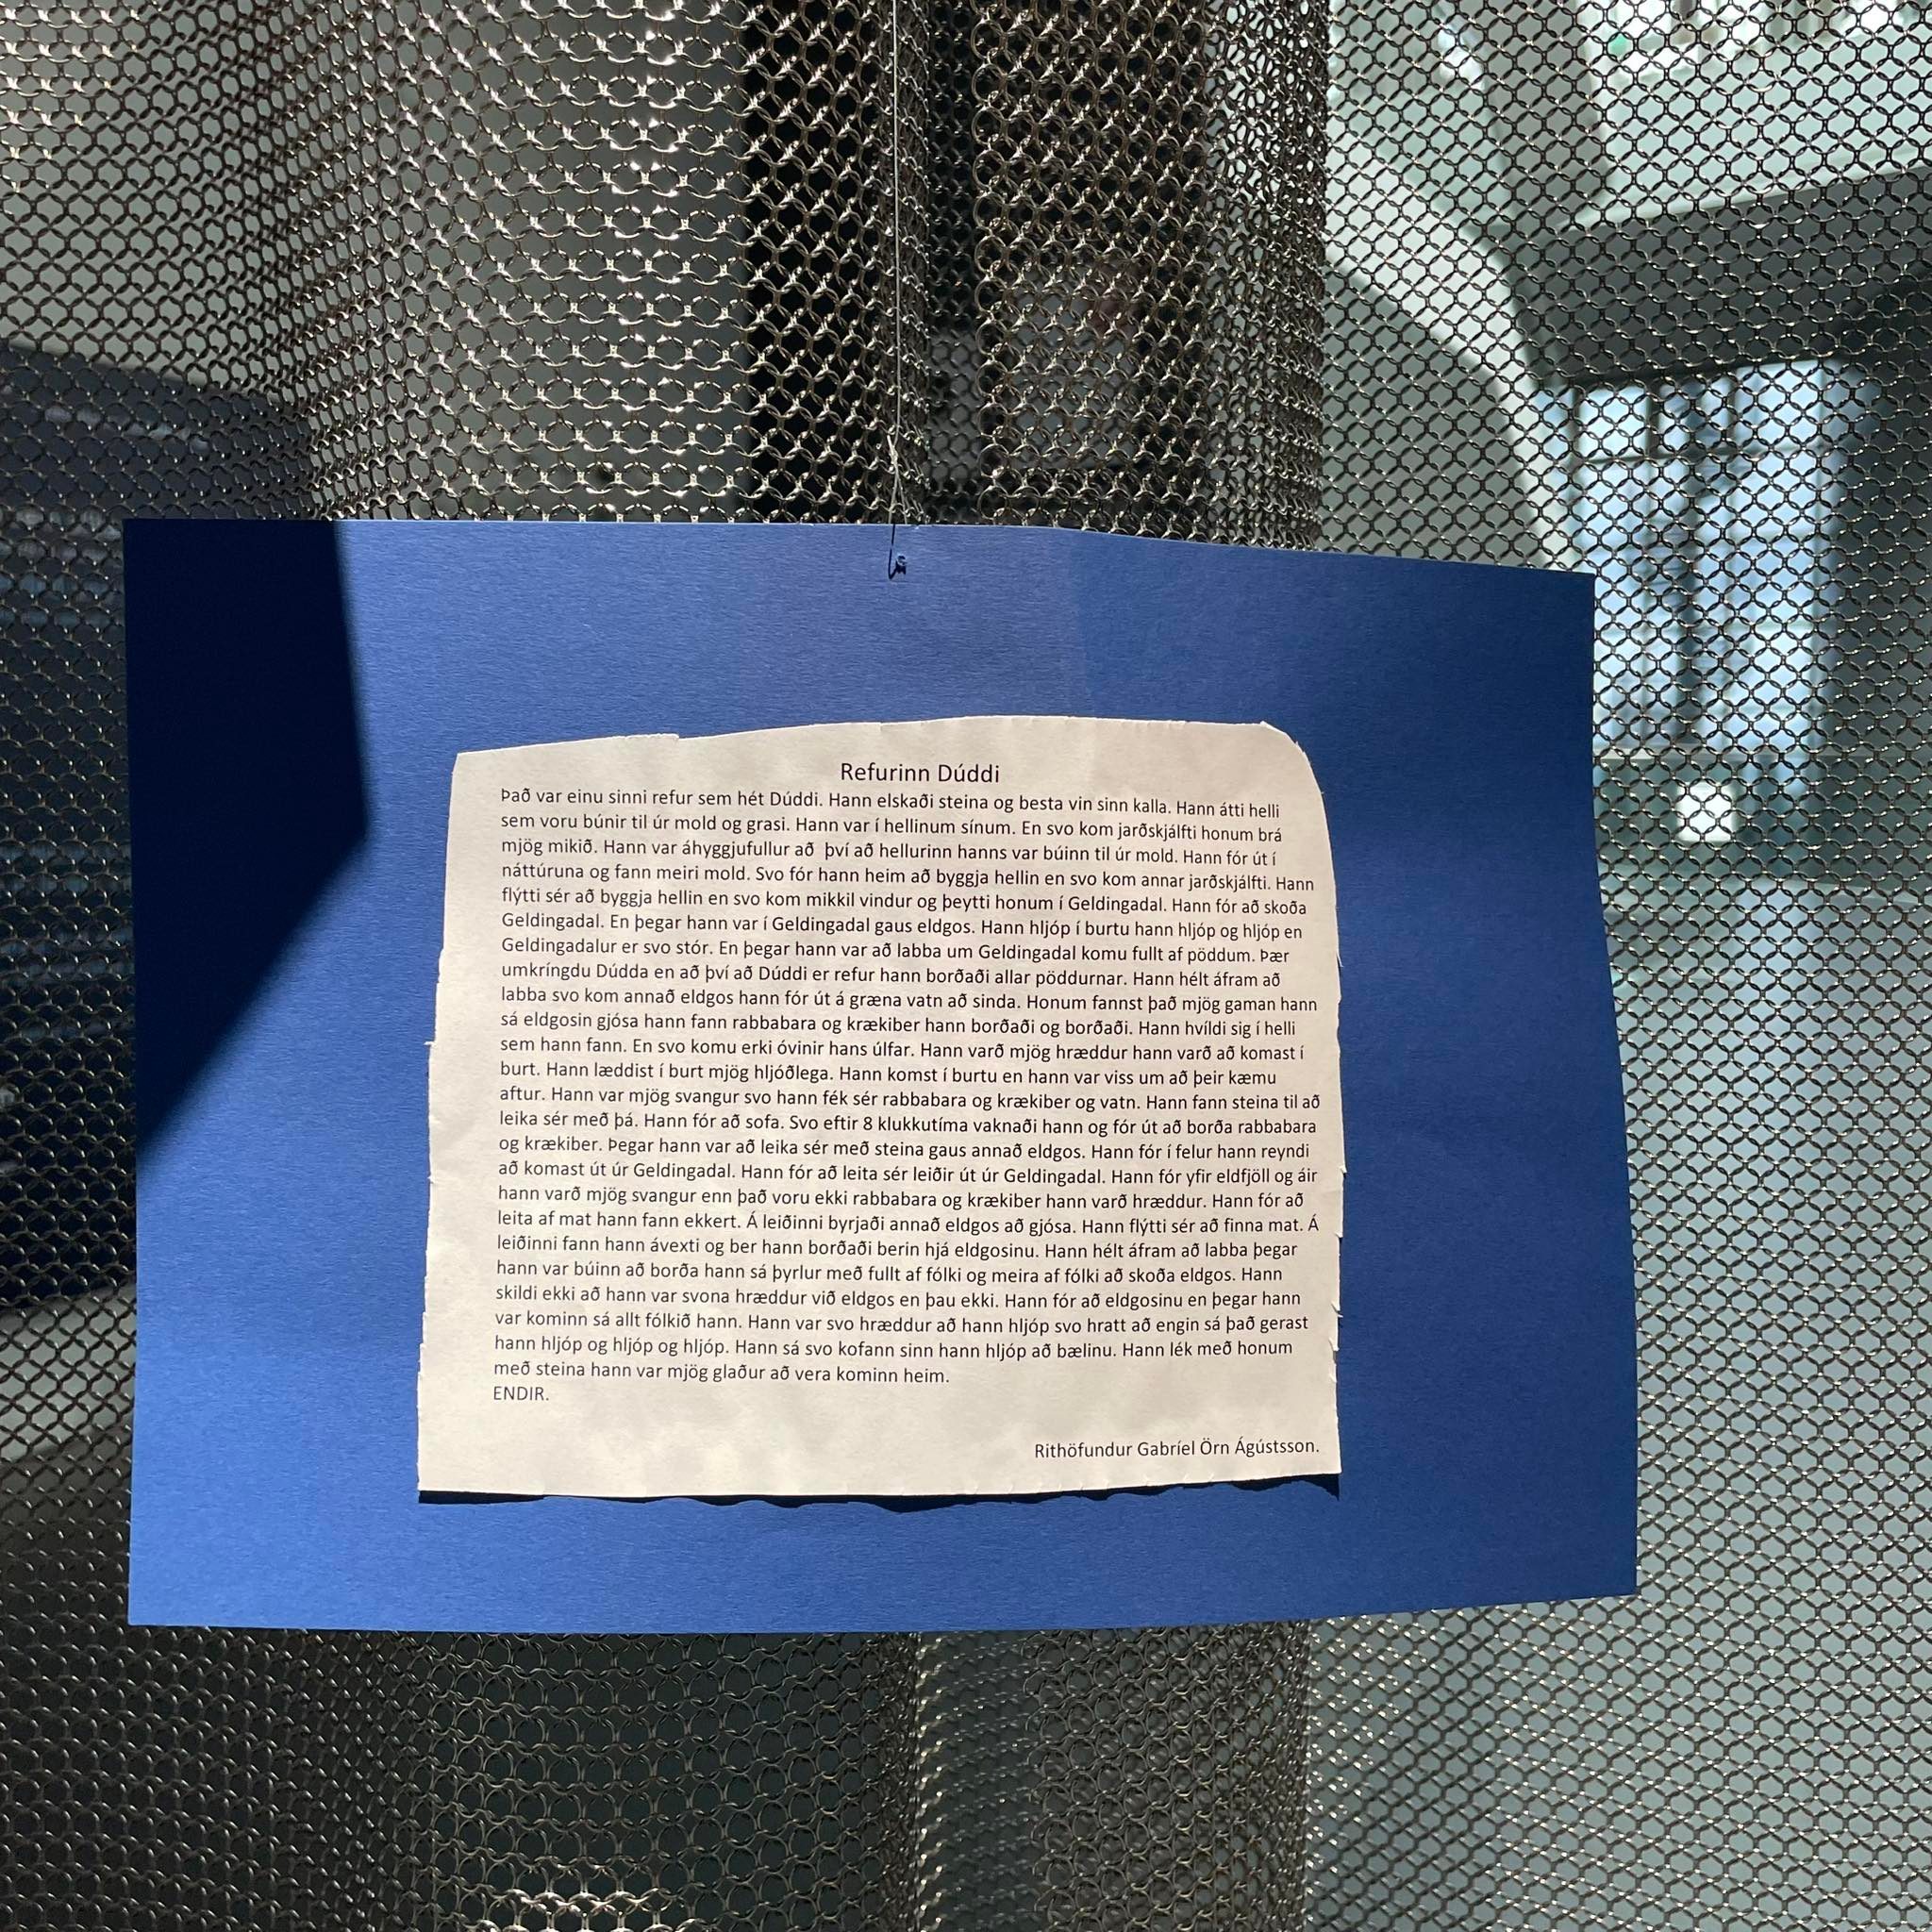 Refurinn Dúddi
Það var einu sinni refur sem hét Dúddi. Hann elskaði steina og besta vin sinn kalla. Hann átti helli
sem voru búnir til úr mold og grasi. Hann var í hellinum sínum. En svo kom jarðskjálfti honum brá
mjög mikið. Hann var áhyggjufullur að  því að hellurinn hanns var búinn til úr mold. Hann fór út í
náttúruna og fann meiri mold. Svo fór hann heim að byggja hellin en svo kom annar jarðskjálfti. Hann
flýtti sér að byggja hellin en svo kom mikkil vindur og þeytti honum í Geldingadal. Hann fór að skoða
Geldingadal. En þegar hann var í Geldingadal gaus eldgos. Hann hljóp í burtu hann hljóp og hljóp en
Geldingadalur er svo stór. En þegar hann var að labba um Geldingadal komu fullt af pöddum. Þær
umkríngdu Dúdda en að því að Dúddi er refur hann borðaði allar pöddurnar. Hann hélt áfram að
labba svo kom annað eldgos hann fór út á græna vatn að sinda. Honum fannst það mjög gaman hann
sá eldgosin gjósa hann fann rabbabara og krækiber hann borðaði og borðaði. Hann hvíldi sig í helli
sem hann fann. En svo komu erki óvinir hans úlfar. Hann varð mjög hræddur hann varð að komast í
burt. Hann læddist í burt mjög hljóðlega. Hann komst í burtu en hann var viss um að þeir kæmu
aftur. Hann var mjög svangur svo hann fék sér rabbabara og krækiber og vatn. Hann fann steina til að
leika sér með þá. Hann fór að sofa. Svo eftir 8 klukkutíma vaknaði hann og fór út að borða rabbabara
og krækiber. Þegar hann var að leika sér með steina gaus annað eldgos. Hann fór í felur hann reyndi
að komast út úr Geldingadal. Hann fór að leita sér leiðir út úr Geldingadal. Hann fór yfir eldfjöll og áir
hann varð mjög svangur enn það voru ekki rabbabara og krækiber hann varð hræddur. Hann fór að
leita af mat hann fann ekkert. Á leiðinni byrjaði annað eldgos að gjósa. Hann flýtti sér að finna mat. Á
leiðinni fann hann ávexti og ber hann borðaði berin hjá eldgosinu. Hann hélt áfram að labba þegar
hann var búinn að borða hann sá þyrlur með fullt af fólki og meira af fólki að skoða eldgos. Hann
skildi ekki að hann var svona hræddur við eldgos en þau ekki. Hann fór að eldgosinu en þegar hann
var kominn sá allt fólkið hann. Hann var svo hræddur að hann hljóp svo hratt að engin sá það gerast
hann hljóp og hljóp og hljóp. Hann sá svo kofann sinn hann hljóp að bælinu. Hann lék með honum
með steina hann var mjög glaður að vera kominn heim.
ENDIR.
Rithöfundur Gabríel Örn Ágústsson.